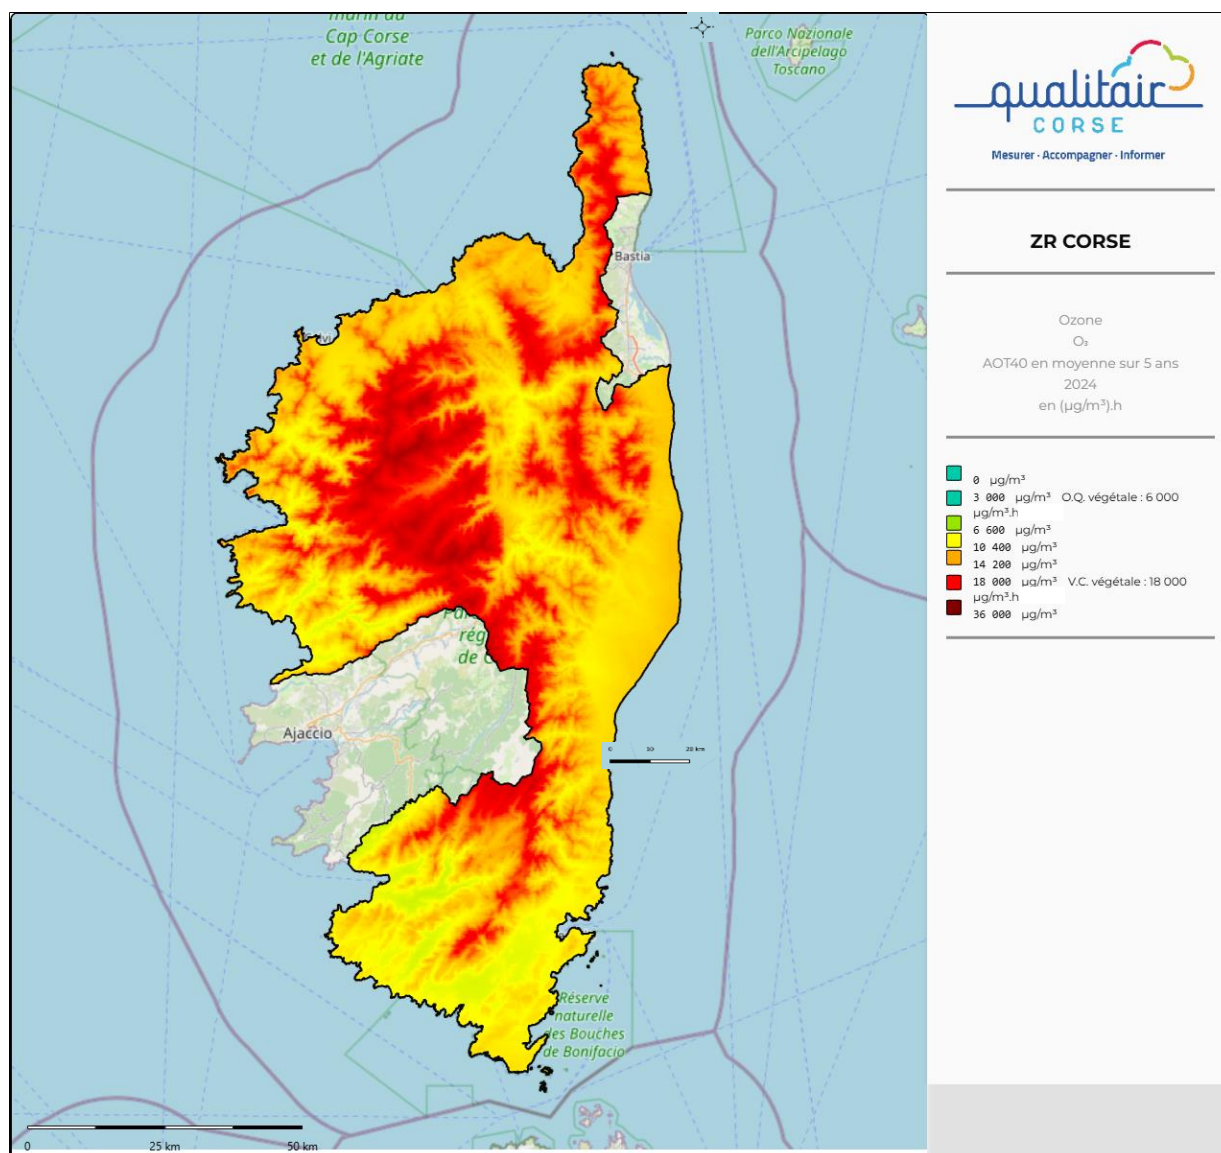 marin du
Cap Corse
et de l'Agriate
Parco Nazionale
dell'Arcipelago
Toscano
Bastia
rég
de C
Ajaccio
0 10 20 km
Réserve
naturelle
des Bouches
de Bonifacio
0 25 km 50 km
qualitair
CORSE
Mesurer · Accompagner · Informer
ZR CORSE
Ozone
O₃
AOT40 en moyenne sur 5 ans
2024
en (µg/m³).h
0 µg/m³
3 000 µg/m³ O.Q. végétale : 6 000
µg/m³.h
6 600 µg/m³
10 400 µg/m³
14 200 µg/m³
18 000 µg/m³ V.C. végétale : 18 000
µg/m³.h
36 000 µg/m³